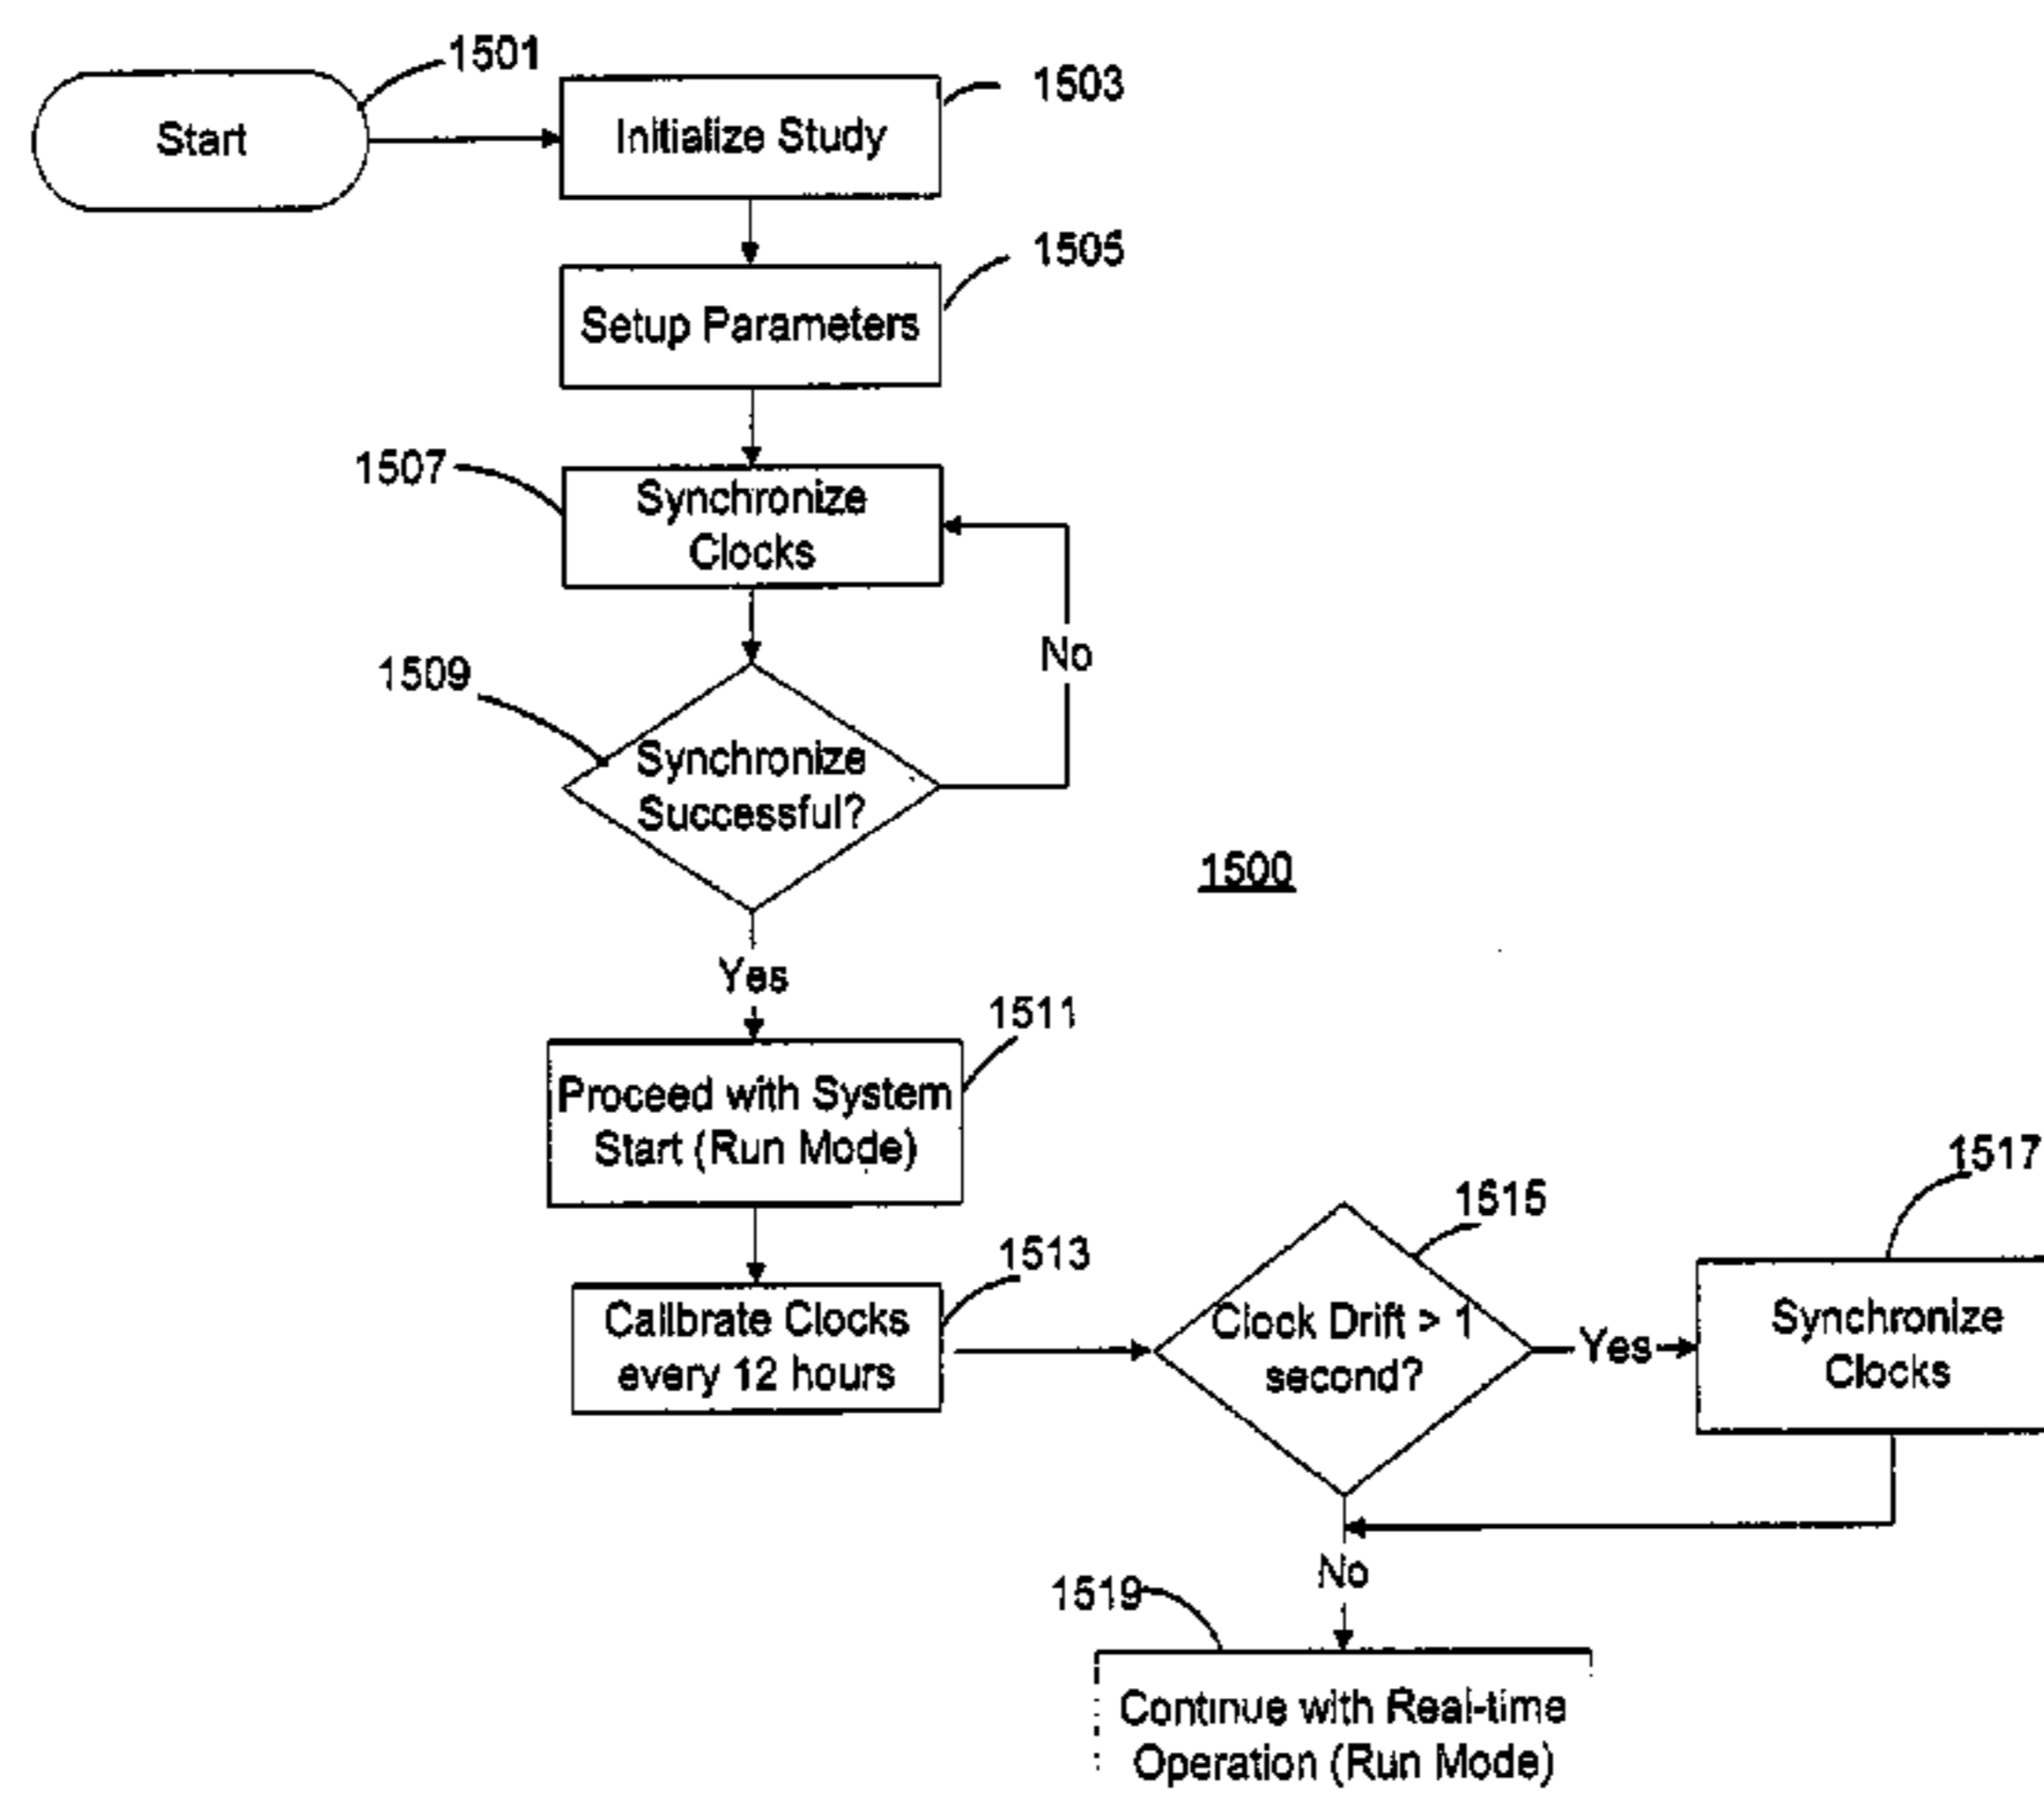 1501
Start
1503
Initialize Study
1505
Setup Parameters
1507
Synchronize
Clocks
No
1509
Synchronize
Successful?
1500
Yes
1511
Proceed with System
Start (Run Mode)
1513
Calibrate Clocks
every 12 hours
1515
Clock Drift > 1
second?
Yes
1517
Synchronize
Clocks
No
1519
Continue with Real-time
Operation (Run Mode)